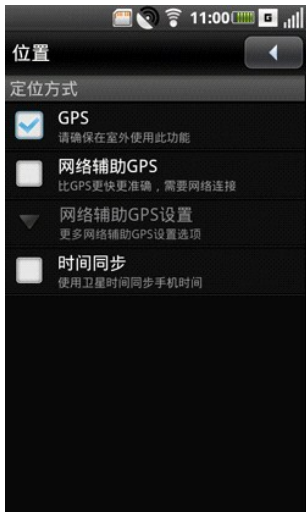 11:00
G
位置
定位方式
GPS
请确保在室外使用此功能
网络辅助GPS
比GPS更快更准确，需要网络连接
网络辅助GPS设置
更多网络辅助GPS设置选项
时间同步
使用卫星时间同步手机时间